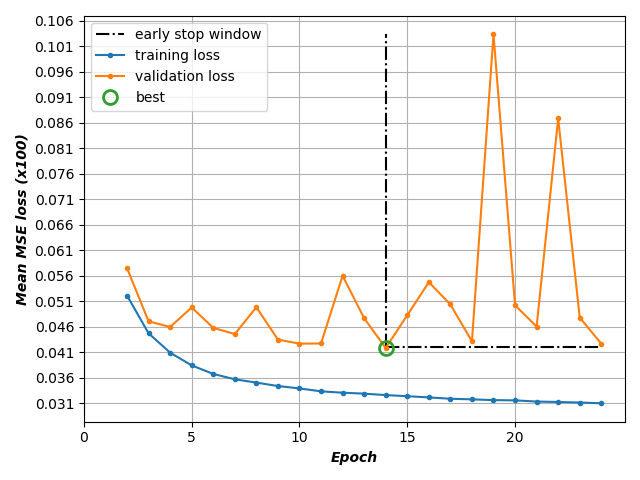 early stop window
training loss
validation loss
best
0.106
0.101
0.096
0.091
0.086
0.081
0.076
0.071
0.066
0.061
0.056
0.051
0.046
0.041
0.036
0.031
Mean MSE loss (x100)
0 5 10 15 20
Epoch